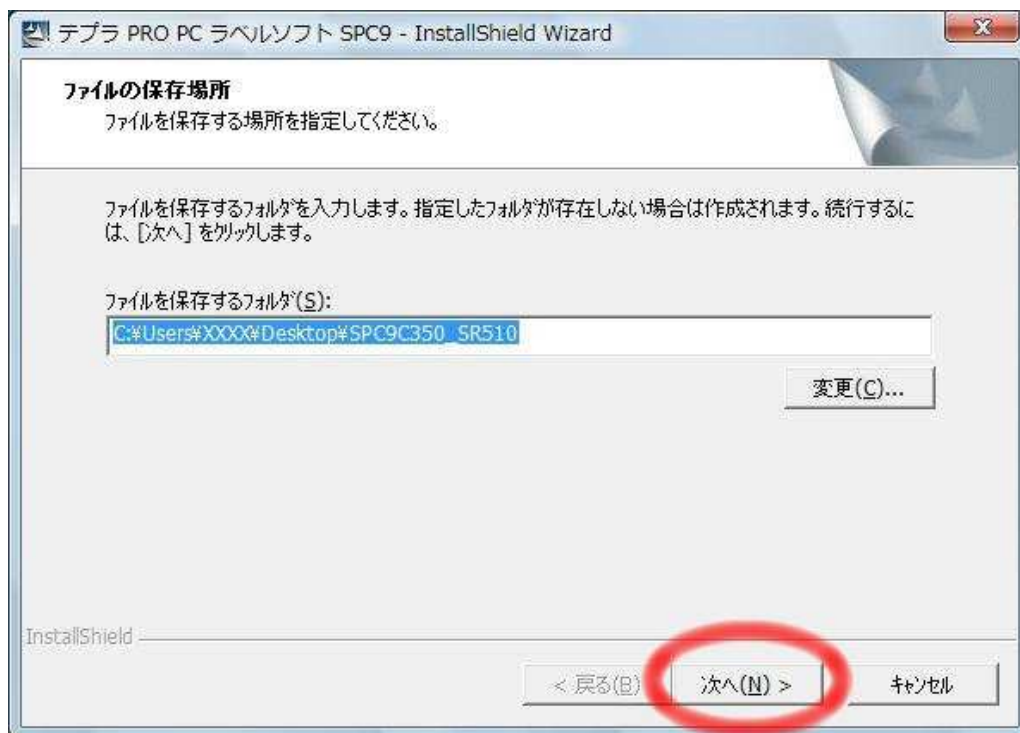 テプラ PRO PC ラベルソフト SPC9 - InstallShield Wizard
ファイルの保存場所
ファイルを保存する場所を指定してください。
ファイルを保存するフォルダを入力します。指定したフォルダが存在しない場合は作成されます。続行するに
は、[次へ] をクリックします。
ファイルを保存するフォルダ(S):
C:¥Users¥XXXX¥Desktop¥SPC9C350_SR510
変更(C)...
InstallShield
< 戻る(B)
次へ(N) >
キャンセル